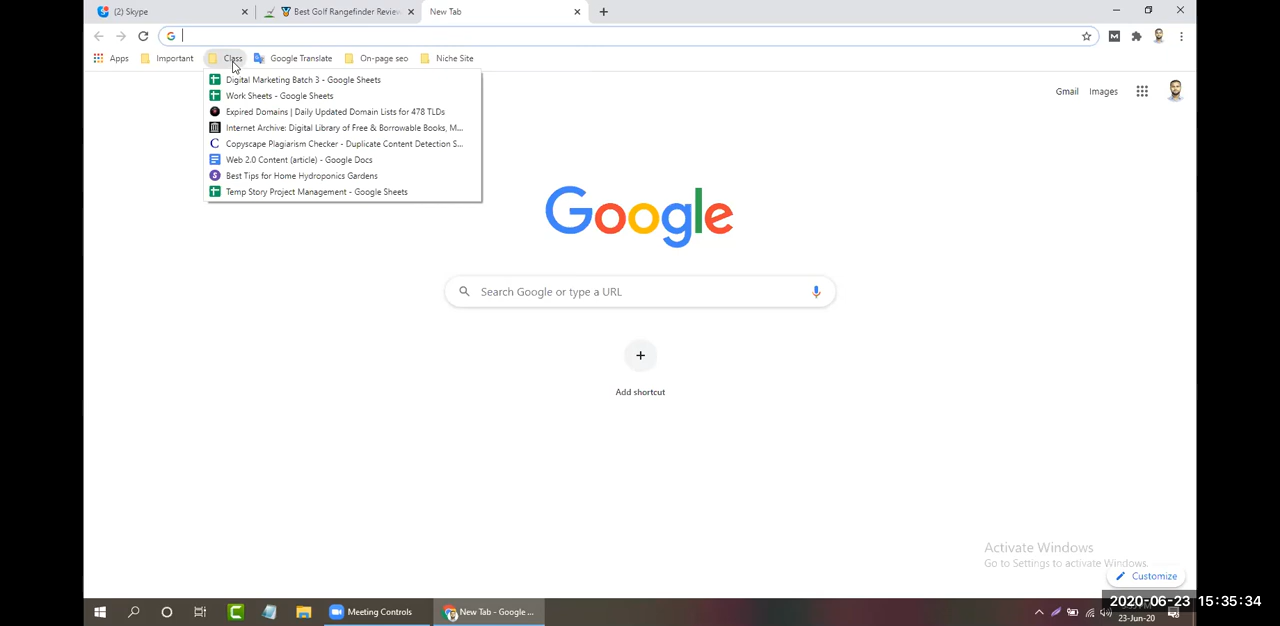 (2) Skype
Best Golf Rangefinder Review
New Tab
Apps
Important
Class
Google Translate
On-page seo
Niche Site
Digital Marketing Batch 3 - Google Sheets
Work Sheets - Google Sheets
Expired Domains | Daily Updated Domain Lists for 478 TLDs
Internet Archive: Digital Library of Free & Borrowable Books, M...
Copyscape Plagiarism Checker - Duplicate Content Detection S...
Web 2.0 Content (article) - Google Docs
Best Tips for Home Hydroponics Gardens
Temp Story Project Management - Google Sheets
Gmail
Images
Google
Search Google or type a URL
Add shortcut
Activate Windows
Go to Settings to activate Windows.
Customize
Meeting Controls
New Tab - Google ...
2020-06-23 15:35:34
23-Jun-20